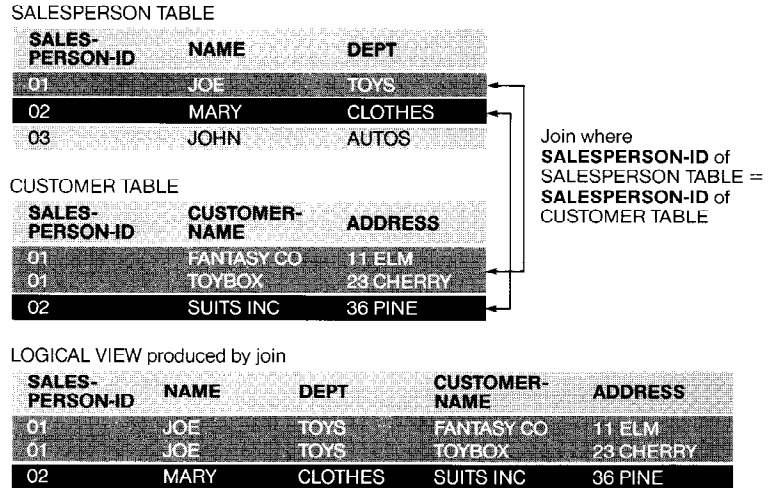 SALESPERSON TABLE
SALES-
PERSON-ID NAME DEPT
01 JOE TOYS
02 MARY CLOTHES
03 JOHN AUTOS
Join where
SALESPERSON-ID of
SALESPERSON TABLE =
SALESPERSON-ID of
CUSTOMER TABLE
CUSTOMER TABLE
SALES-
PERSON-ID CUSTOMER-
NAME ADDRESS
01 FANTASY CO 11 ELM
01 TOYBOX 23 CHERRY
02 SUITS INC 36 PINE
LOGICAL VIEW produced by join
SALES-
PERSON-ID NAME DEPT CUSTOMER-
NAME ADDRESS
01 JOE TOYS FANTASY CO 11 ELM
01 JOE TOYS TOYBOX 23 CHERRY
02 MARY CLOTHES SUITS INC 36 PINE